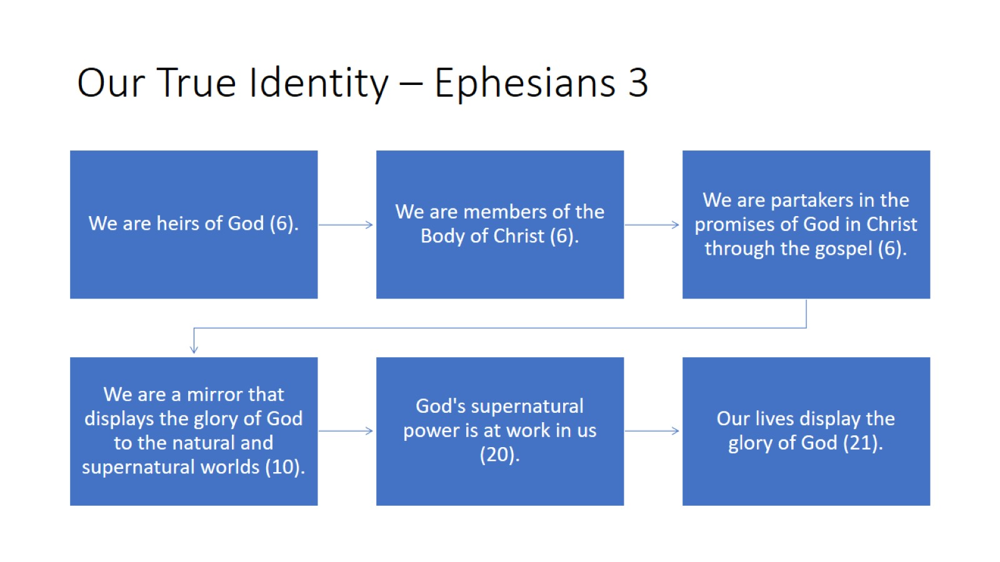 Our True Identity – Ephesians 3
We are heirs of God (6).
We are members of the
Body of Christ (6).
We are partakers in the
promises of God in Christ
through the gospel (6).
We are a mirror that
displays the glory of God
to the natural and
supernatural worlds (10).
God's supernatural
power is at work in us
(20).
Our lives display the
glory of God (21).